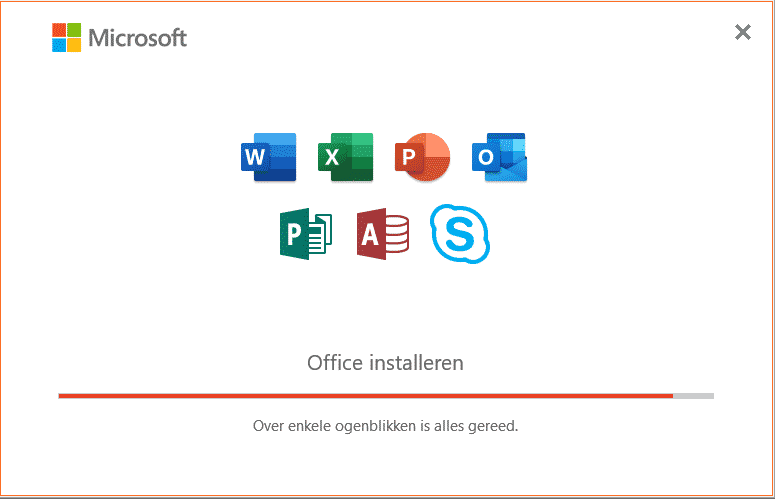 Microsoft
W X P O
P A S
Office installeren
Over enkele ogenblikken is alles gereed.